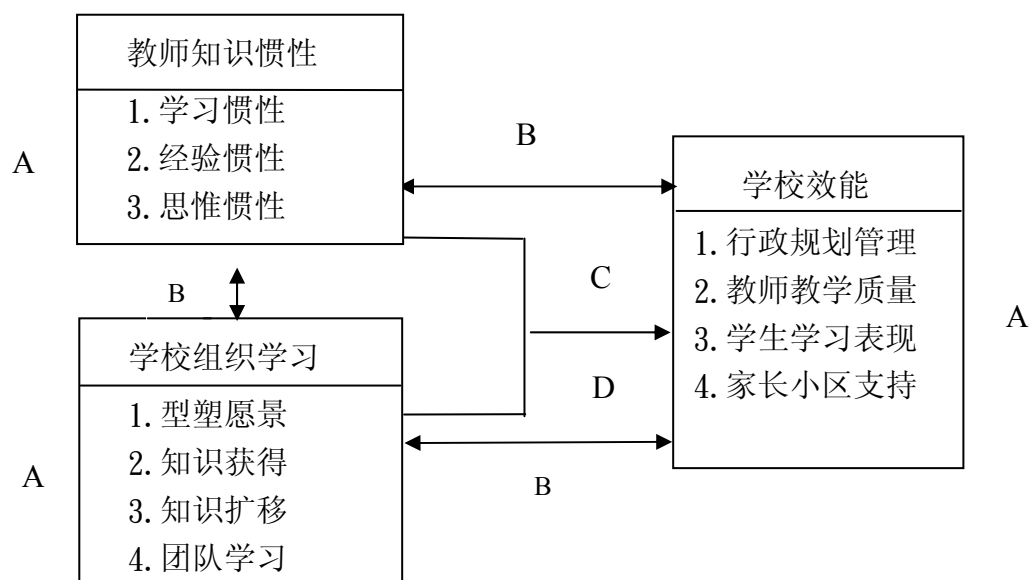 教师知识惯性
1.学习惯性
2.经验惯性
3.思惟惯性
A
B
学校效能
1.行政规划管理
2.教师教学质量
3.学生学习表现
4.家长小区支持
A
B
C
D
学校组织学习
1.型塑愿景
2.知识获得
3.知识扩移
4.团队学习
A
B